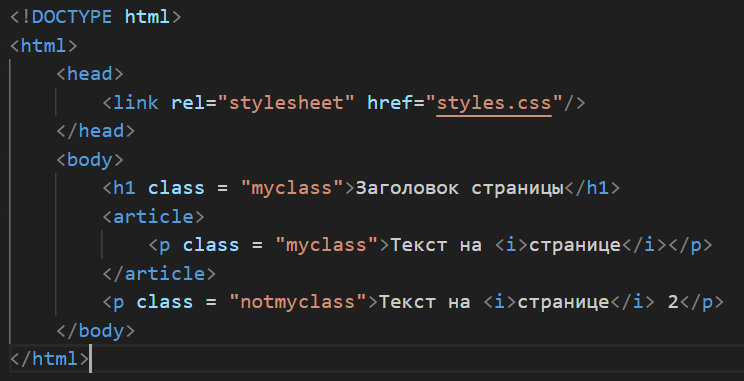 <!DOCTYPE html>
<html>
    <head>
        <link rel="stylesheet" href="styles.css"/>
    </head>
    <body>
        <h1 class = "myclass">Заголовок страницы</h1>
        <article>
            <p class = "myclass">Текст на <i>странице</i></p>
        </article>
        <p class = "notmyclass">Текст на <i>странице</i> 2</p>
    </body>
</html>